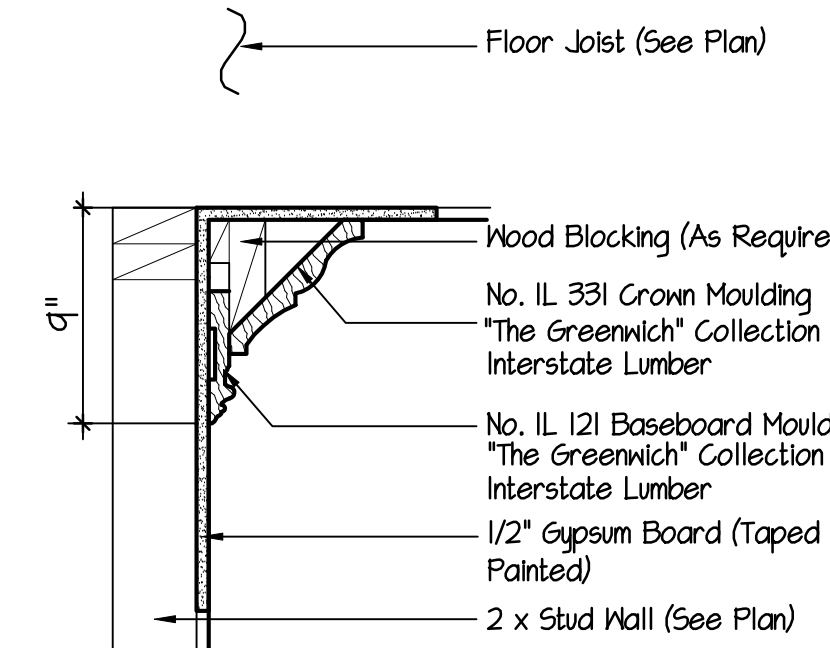 Floor Joist (See Plan)
Wood Blocking (As Require
9"
No. IL 331 Crown Moulding
"The Greenwich" Collection
Interstate Lumber
No. IL 121 Baseboard Mould
"The Greenwich" Collection
Interstate Lumber
1/2" Gypsum Board (Taped
Painted)
2 x Stud Wall (See Plan)